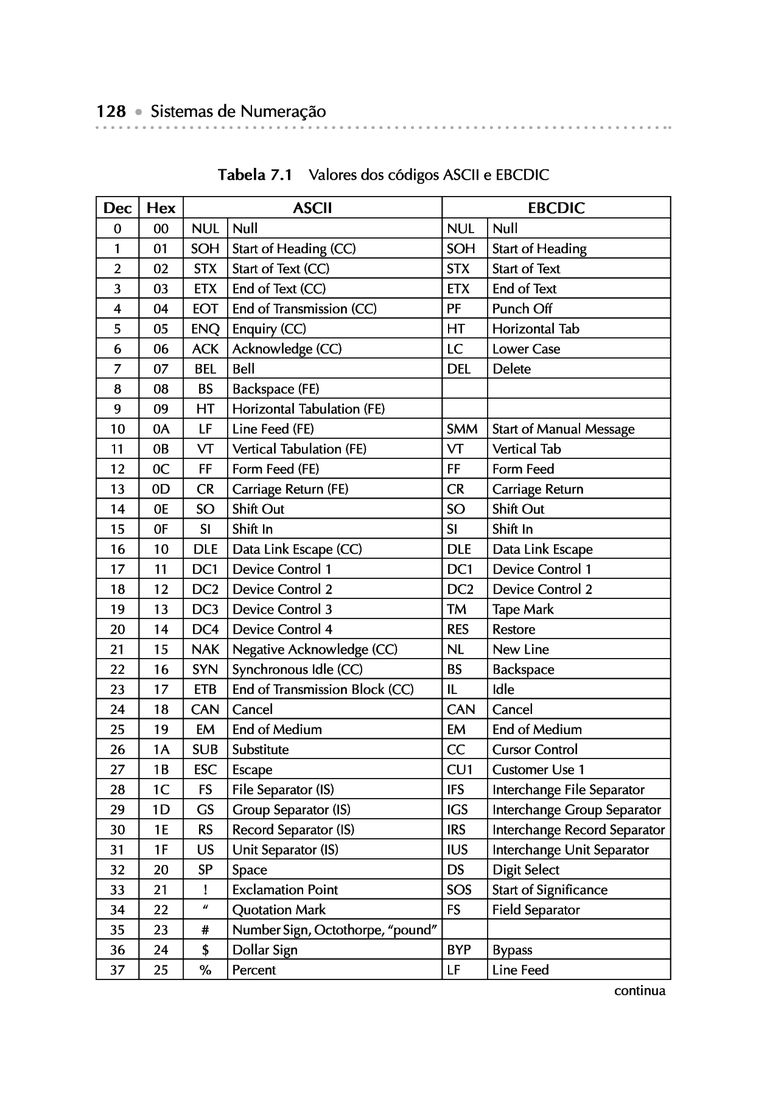 128 • Sistemas de Numeração
Tabela 7.1 Valores dos códigos ASCII e EBCDIC
Dec Hex ASCII EBCDIC
0 00 NUL Null NUL Null
1 01 SOH Start of Heading (CC) SOH Start of Heading
2 02 STX Start of Text (CC) STX Start of Text
3 03 ETX End of Text (CC) ETX End of Text
4 04 EOT End of Transmission (CC) PF Punch Off
5 05 ENQ Enquiry (CC) HT Horizontal Tab
6 06 ACK Acknowledge (CC) LC Lower Case
7 07 BEL Bell DEL Delete
8 08 BS Backspace (FE)
9 09 HT Horizontal Tabulation (FE)
10 0A LF Line Feed (FE) SMM Start of Manual Message
11 0B VT Vertical Tabulation (FE) VT Vertical Tab
12 0C FF Form Feed (FE) FF Form Feed
13 0D CR Carriage Return (FE) CR Carriage Return
14 0E SO Shift Out SO Shift Out
15 0F SI Shift In SI Shift In
16 10 DLE Data Link Escape (CC) DLE Data Link Escape
17 11 DC1 Device Control 1 DC1 Device Control 1
18 12 DC2 Device Control 2 DC2 Device Control 2
19 13 DC3 Device Control 3 TM Tape Mark
20 14 DC4 Device Control 4 RES Restore
21 15 NAK Negative Acknowledge (CC) NL New Line
22 16 SYN Synchronous Idle (CC) BS Backspace
23 17 ETB End of Transmission Block (CC) IL Idle
24 18 CAN Cancel CAN Cancel
25 19 EM End of Medium EM End of Medium
26 1A SUB Substitute CC Cursor Control
27 1B ESC Escape CU1 Customer Use 1
28 1C FS File Separator (IS) IFS Interchange File Separator
29 1D GS Group Separator (IS) IGS Interchange Group Separator
30 1E RS Record Separator (IS) IRS Interchange Record Separator
31 1F US Unit Separator (IS) IUS Interchange Unit Separator
32 20 SP Space DS Digit Select
33 21 ! Exclamation Point SOS Start of Significance
34 22 “ Quotation Mark FS Field Separator
35 23 # Number Sign, Octothorpe, “pound”
36 24 $ Dollar Sign BYP Bypass
37 25 % Percent LF Line Feed
continua